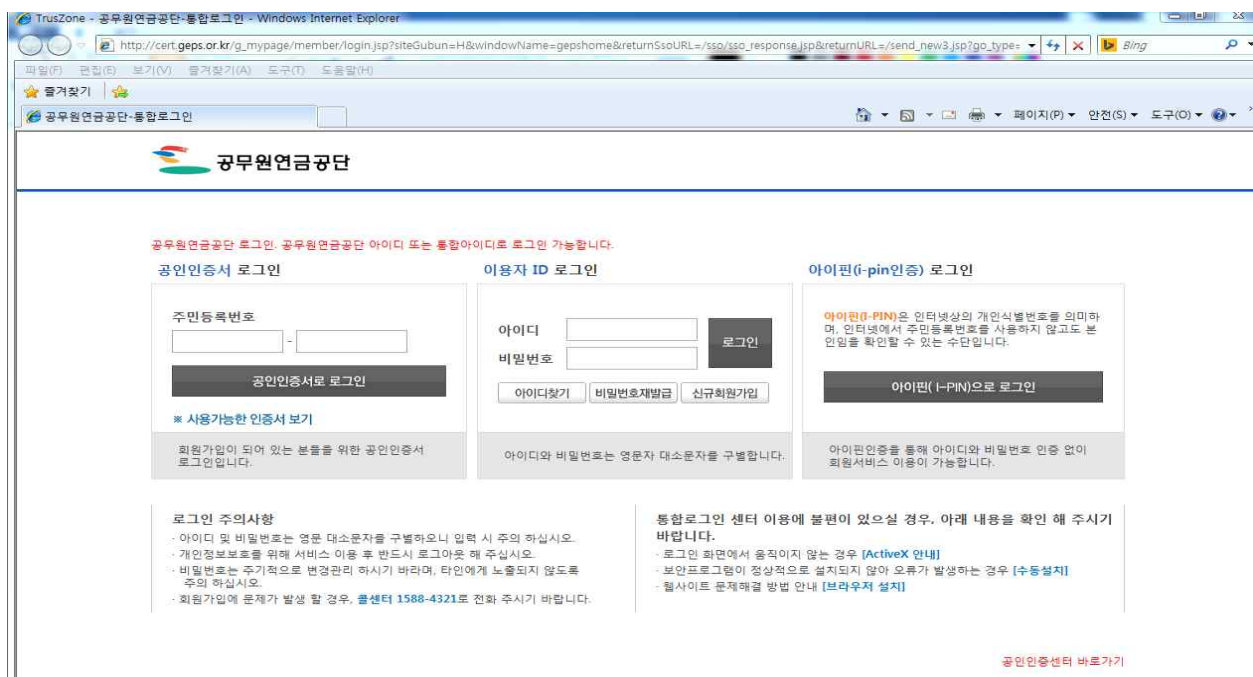 TrusZone - 공무원연금공단-통합로그인 - Windows Internet Explorer
http://cert.geps.or.kr/g_mypage/member/login.jsp?siteGubun=H&windowName=gepshome&returnSsoURL=/sso/sso_response.jsp&returnURL=/send_new3.jsp?go_type=
Bing
파일(F) 편집(E) 보기(V) 즐겨찾기(A) 도구(T) 도움말(H)
즐겨찾기
공무원연금공단-통합로그인
페이지(P) 안전(S) 도구(O)
공무원연금공단
공무원연금공단 로그인. 공무원연금공단 아이디 또는 통합아이디로 로그인 가능합니다.
공인인증서 로그인
주민등록번호
-
공인인증서로 로그인
※ 사용가능한 인증서 보기
회원가입이 되어 있는 분들을 위한 공인인증서
로그인입니다.
이용자 ID 로그인
아이디
비밀번호
로그인
아이디찾기 비밀번호재발급 신규회원가입
아이디와 비밀번호는 영문자 대소문자를 구별합니다.
아이핀(i-pin인증) 로그인
아이핀(I-PIN)은 인터넷상의 개인식별번호를 의미하
며, 인터넷에서 주민등록번호를 사용하지 않고도 본
인임을 확인할 수 있는 수단입니다.
아이핀( I-PIN)으로 로그인
아이핀인증을 통해 아이디와 비밀번호 인증 없이
회원서비스 이용이 가능합니다.
로그인 주의사항
· 아이디 및 비밀번호는 영문 대소문자를 구별하오니 입력 시 주의 하십시오.
· 개인정보보호를 위해 서비스 이용 후 반드시 로그아웃 해 주십시오.
· 비밀번호는 주기적으로 변경관리 하시기 바라며, 타인에게 노출되지 않도록
주의 하십시오.
· 회원가입에 문제가 발생 할 경우, 콜센터 1588-4321로 전화 주시기 바랍니다.
통합로그인 센터 이용에 불편이 있으실 경우, 아래 내용을 확인 해 주시기
바랍니다.
· 로그인 화면에서 움직이지 않는 경우 [ActiveX 안내]
· 보안프로그램이 정상적으로 설치되지 않아 오류가 발생하는 경우 [수동설치]
· 웹사이트 문제해결 방법 안내 [브라우저 설치]
공인인증센터 바로가기